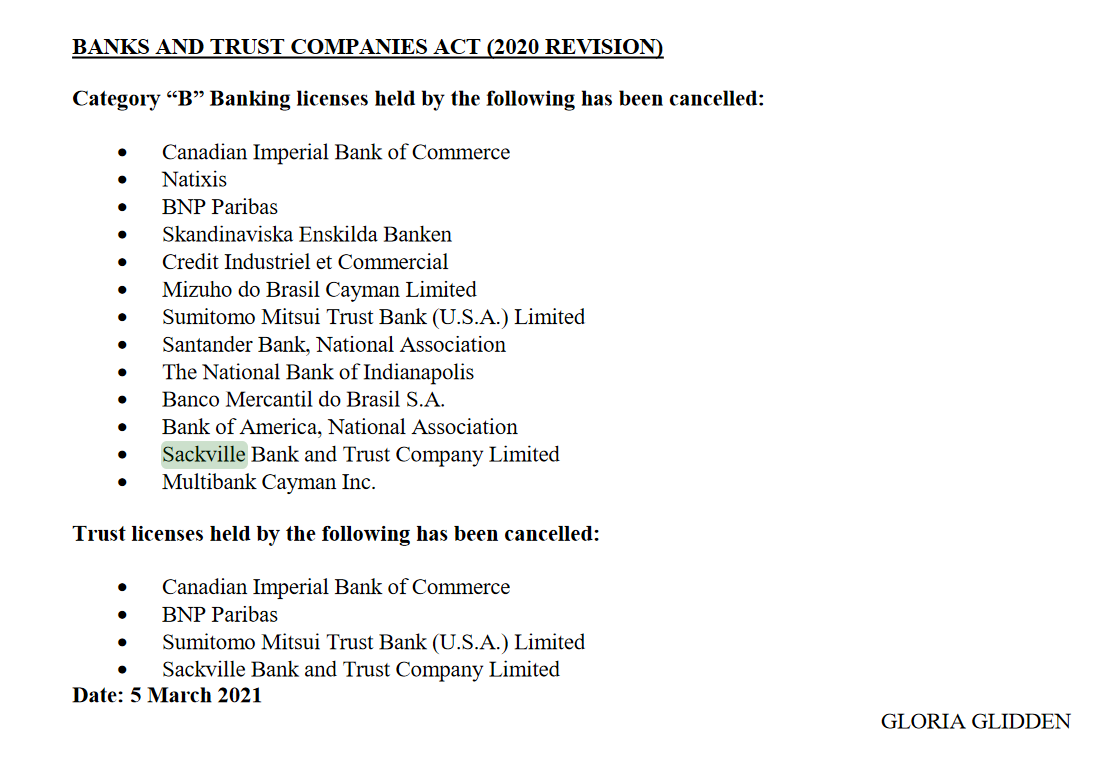 BANKS AND TRUST COMPANIES ACT (2020 REVISION)
Category “B” Banking licenses held by the following has been cancelled:
• Canadian Imperial Bank of Commerce
• Natixis
• BNP Paribas
• Skandinaviska Enskilda Banken
• Credit Industriel et Commercial
• Mizuho do Brasil Cayman Limited
• Sumitomo Mitsui Trust Bank (U.S.A.) Limited
• Santander Bank, National Association
• The National Bank of Indianapolis
• Banco Mercantil do Brasil S.A.
• Bank of America, National Association
• Sackville Bank and Trust Company Limited
• Multibank Cayman Inc.
Trust licenses held by the following has been cancelled:
• Canadian Imperial Bank of Commerce
• BNP Paribas
• Sumitomo Mitsui Trust Bank (U.S.A.) Limited
• Sackville Bank and Trust Company Limited
Date: 5 March 2021
GLORIA GLIDDEN